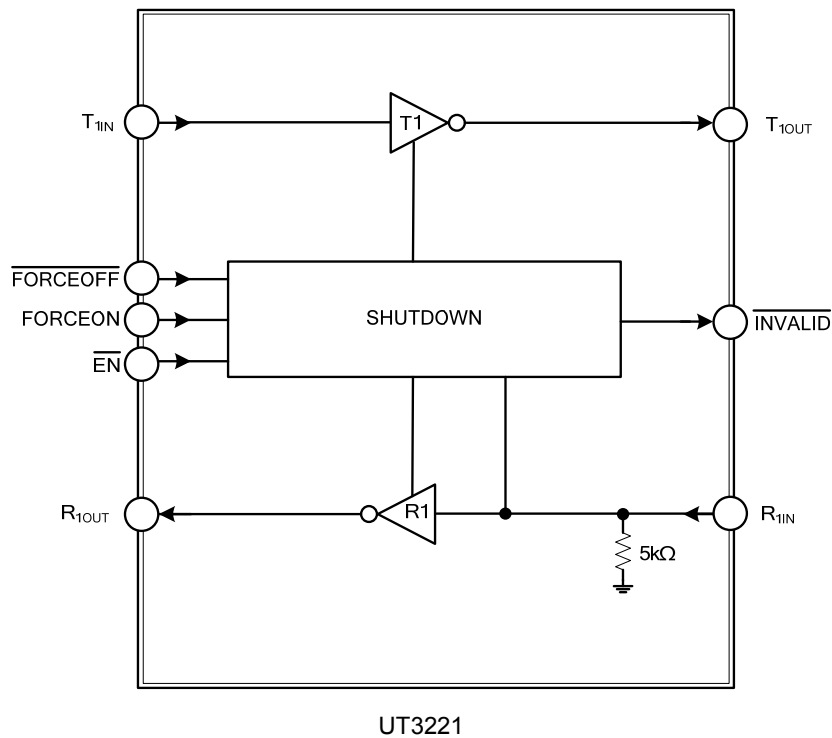 T1IN
T1
T1OUT
FORCEOFF
FORCEON
EN
SHUTDOWN
INVALID
R1OUT
R1
R1IN
5kΩ
UT3221